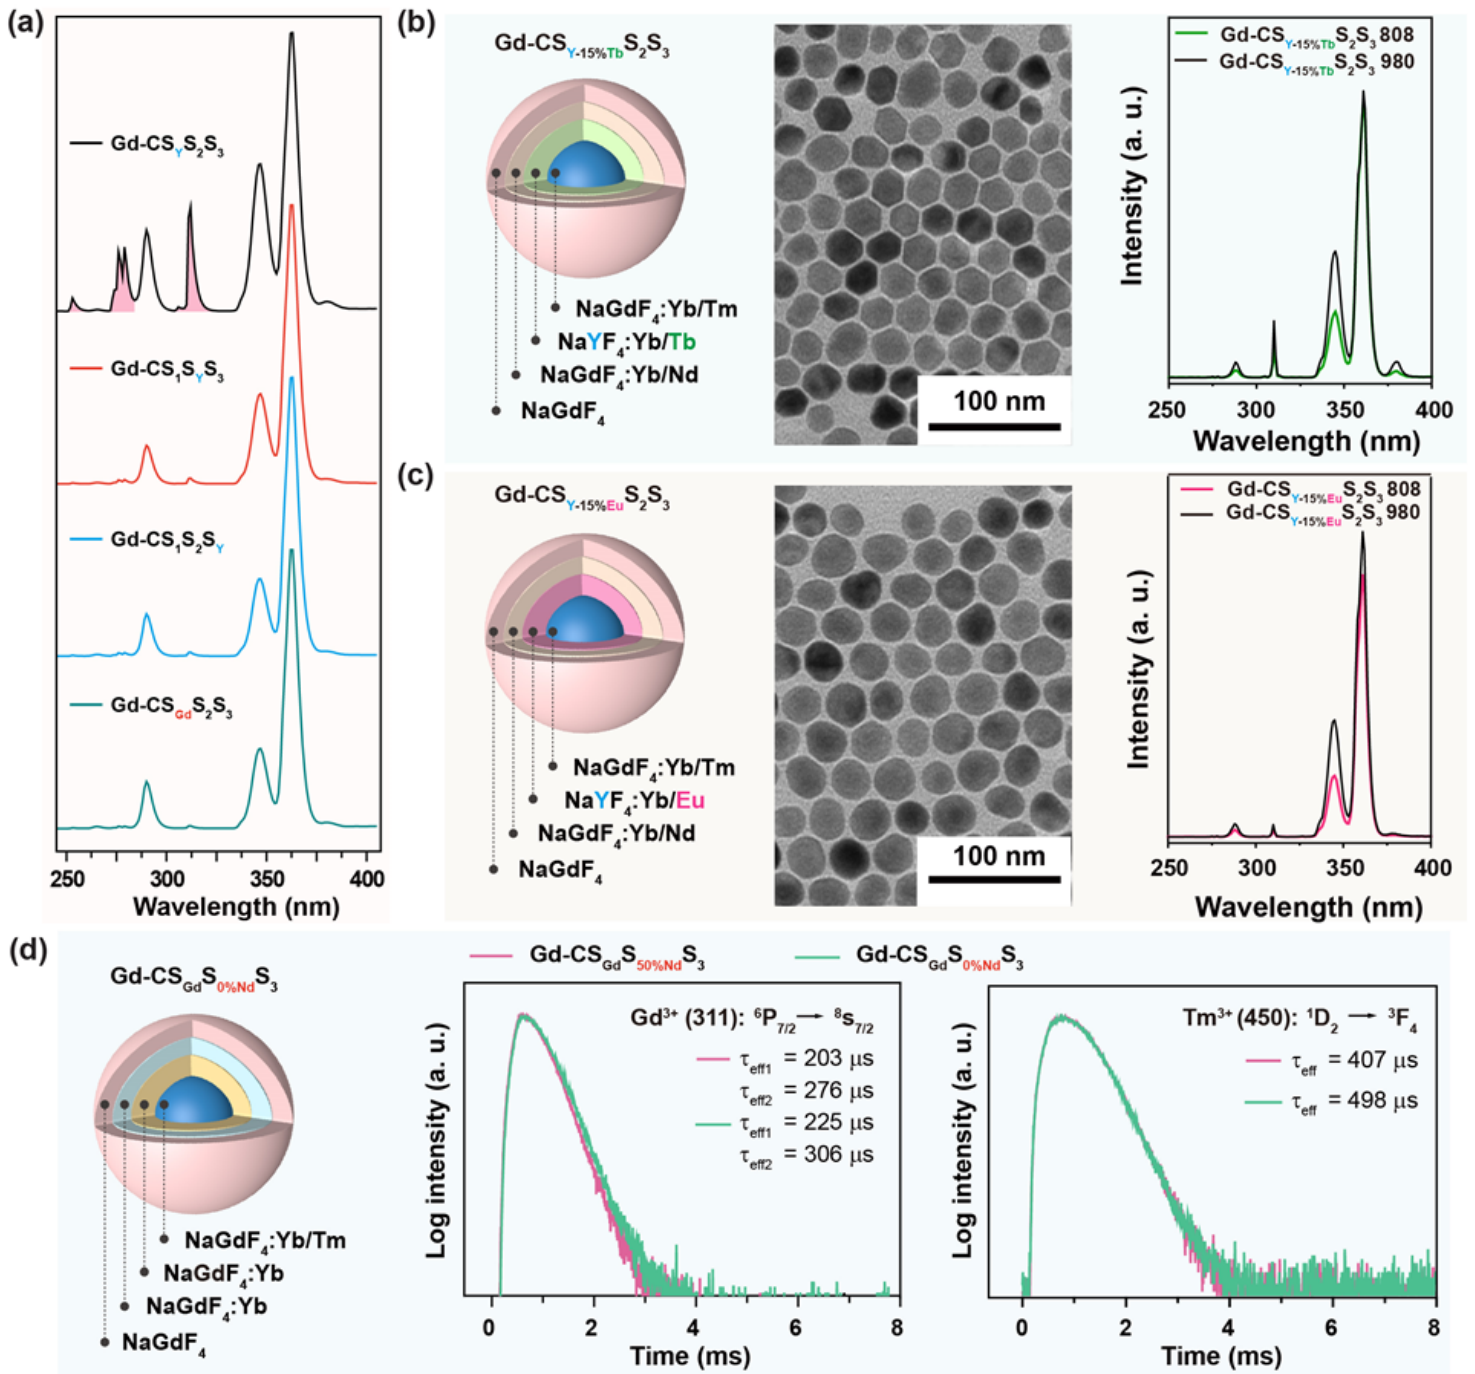 (a)
Gd-CSYS2S3
Gd-CS1SYS3
Gd-CS1S2SY
Gd-CSGdS2S3
250 300 350 400
Wavelength (nm)
(b)
Gd-CSY-15%TbS2S3
NaGdF4:Yb/Tm
NaYF4:Yb/Tb
NaGdF4:Yb/Nd
NaGdF4
100 nm
Gd-CSY-15%TbS2S3 808
Gd-CSY-15%TbS2S3 980
Intensity (a. u.)
250 300 350 400
Wavelength (nm)
(c)
Gd-CSY-15%EuS2S3
NaGdF4:Yb/Tm
NaYF4:Yb/Eu
NaGdF4:Yb/Nd
NaGdF4
100 nm
Gd-CSY-15%EuS2S3 808
Gd-CSY-15%EuS2S3 980
Intensity (a. u.)
250 300 350 400
Wavelength (nm)
(d)
Gd-CSGdS0%NdS3
NaGdF4:Yb/Tm
NaGdF4:Yb
NaGdF4:Yb
NaGdF4
Gd-CSGdS50%NdS3
Gd-CSGdS0%NdS3
Gd3+ (311): 6P7/2 → 8s7/2
τeff1 = 203 μs
τeff2 = 276 μs
τeff1 = 225 μs
τeff2 = 306 μs
Log intensity (a. u.)
0 2 4 6 8
Time (ms)
Tm3+ (450): 1D2 → 3F4
τeff = 407 μs
τeff = 498 μs
Log intensity (a. u.)
0 2 4 6 8
Time (ms)